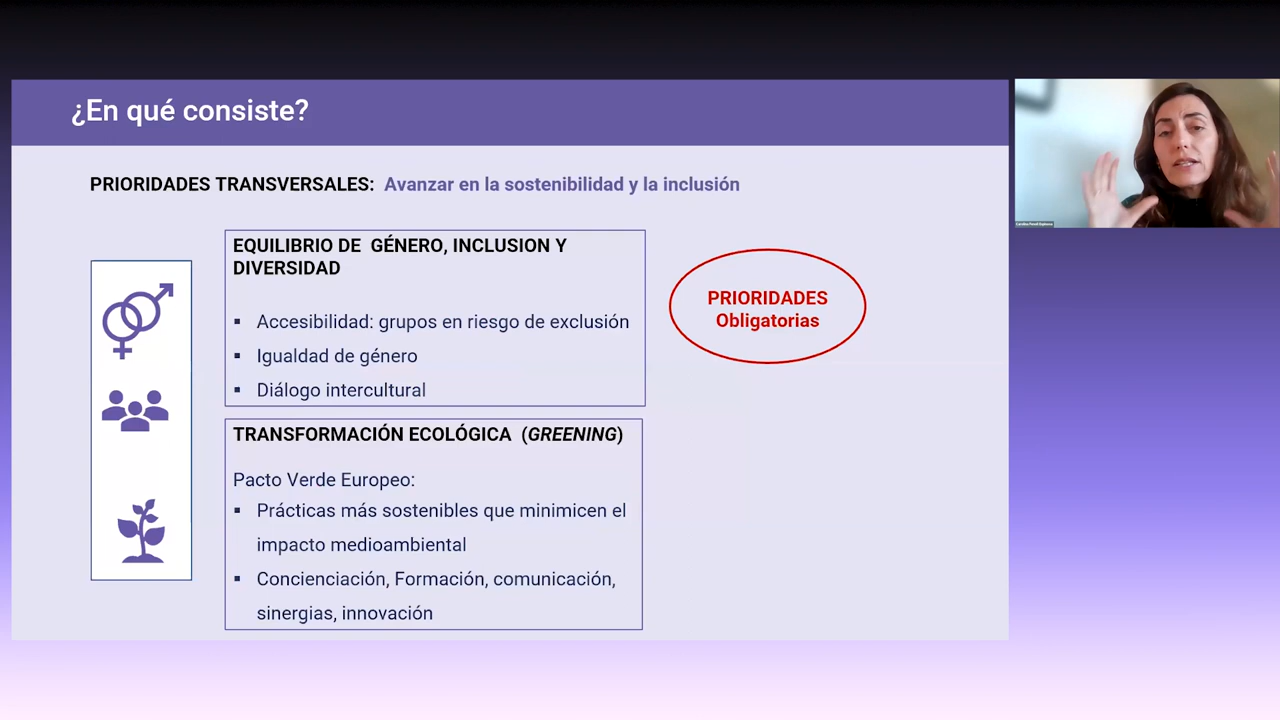 ¿En qué consiste?
PRIORIDADES TRANSVERSALES: Avanzar en la sostenibilidad y la inclusión
EQUILIBRIO DE GÉNERO, INCLUSION Y
DIVERSIDAD
▪ Accesibilidad: grupos en riesgo de exclusión
▪ Igualdad de género
▪ Diálogo intercultural
PRIORIDADES
Obligatorias
TRANSFORMACIÓN ECOLÓGICA (GREENING)
Pacto Verde Europeo:
▪ Prácticas más sostenibles que minimicen el
impacto medioambiental
▪ Concienciación, Formación, comunicación,
sinergias, innovación